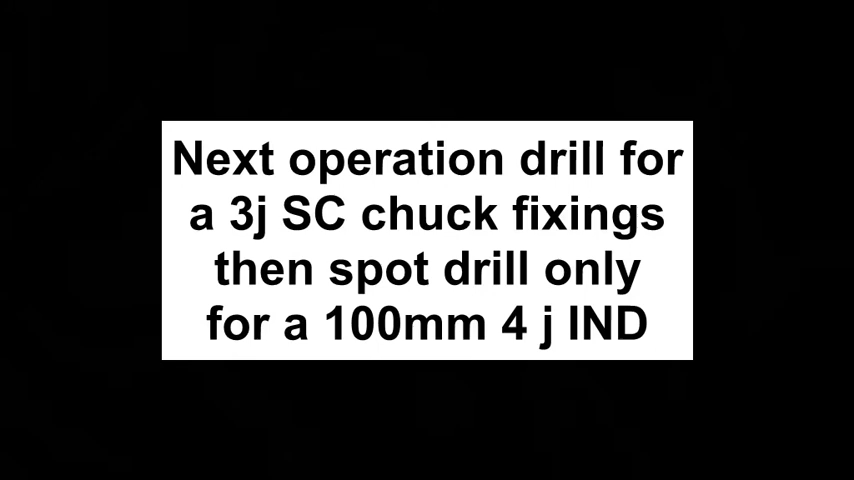 Next operation drill for
a 3j SC chuck fixings
then spot drill only
for a 100mm 4 j IND